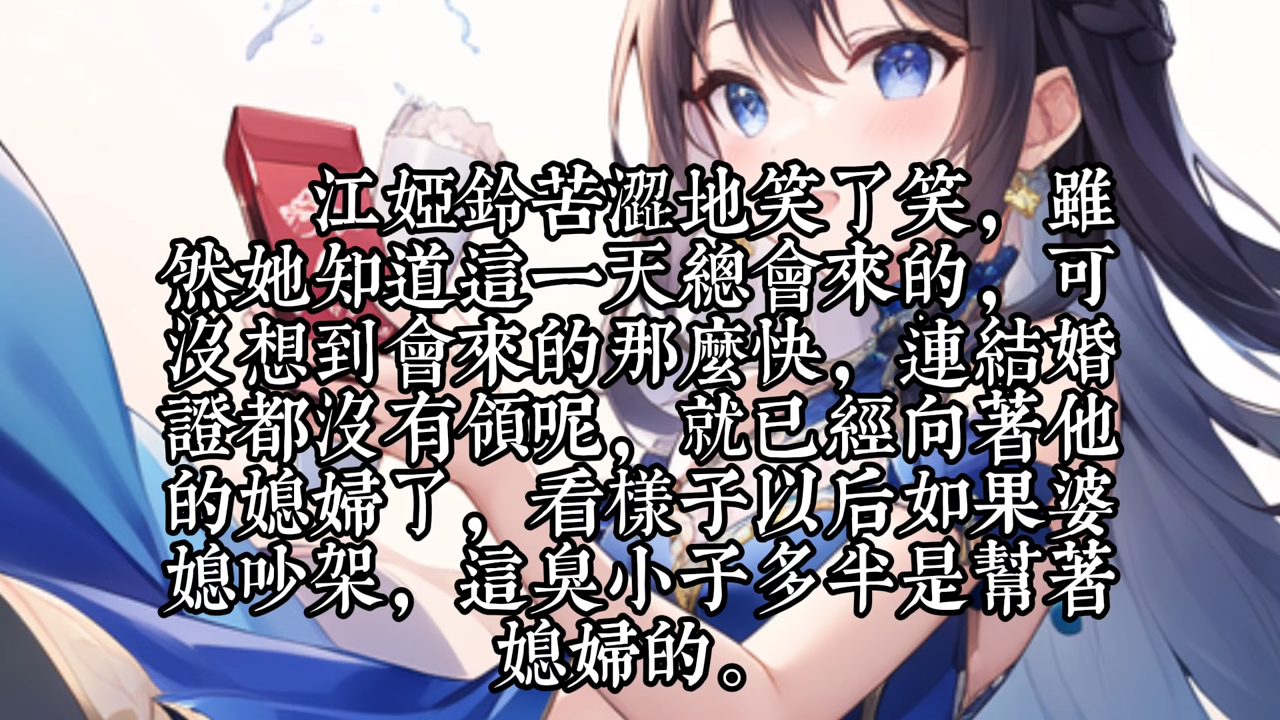 江婭鈴苦澀地笑了笑，雖
然她知道這一天總會來的，可
沒想到會來的那麼快，連結婚
證都沒有領呢，就已經向著他
的媳婦了，看樣子以后如果婆
媳吵架，這臭小子多半是幫著
媳婦的。